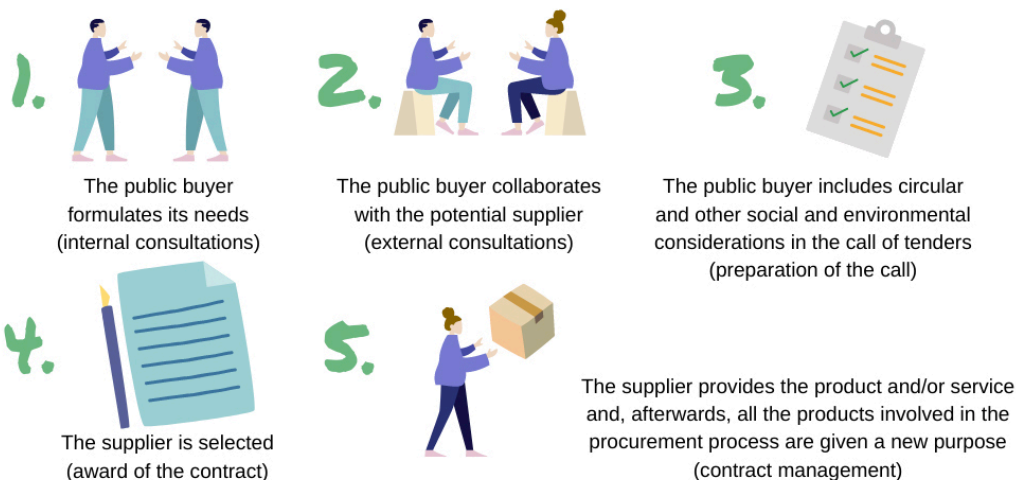 1.
The public buyer
formulates its needs
(internal consultations)
2.
The public buyer collaborates
with the potential supplier
(external consultations)
3.
The public buyer includes circular
and other social and environmental
considerations in the call of tenders
(preparation of the call)
4.
The supplier is selected
(award of the contract)
5.
The supplier provides the product and/or service
and, afterwards, all the products involved in the
procurement process are given a new purpose
(contract management)